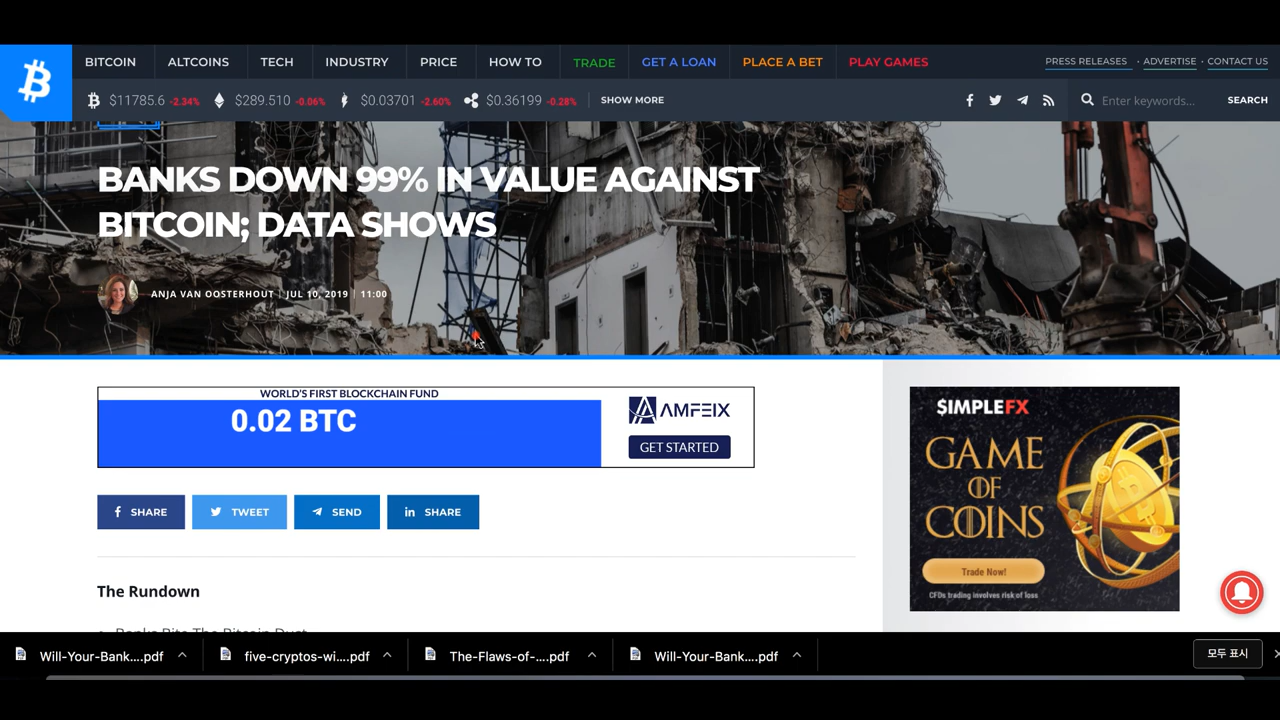 BITCOIN ALTCOINS TECH INDUSTRY PRICE HOW TO TRADE GET A LOAN PLACE A BET PLAY GAMES PRESS RELEASES · ADVERTISE · CONTACT US
$11785.6 -2.34% $289.510 -0.06% $0.03701 -2.60% $0.36199 -0.28% SHOW MORE Enter keywords... SEARCH
BANKS DOWN 99% IN VALUE AGAINST
BITCOIN; DATA SHOWS
ANJA VAN OOSTERHOUT | JUL 10, 2019 | 11:00
WORLD'S FIRST BLOCKCHAIN FUND
0.02 BTC
AMFEIX
GET STARTED
SHARE TWEET SEND SHARE
$IMPLEFX
GAME
OF
COINS
Trade Now!
CFDs trading involves risk of loss
The Rundown
Banks Bite The Bitcoin Dust
Will-Your-Bank....pdf five-cryptos-wi....pdf The-Flaws-of-....pdf Will-Your-Bank....pdf 모두 표시